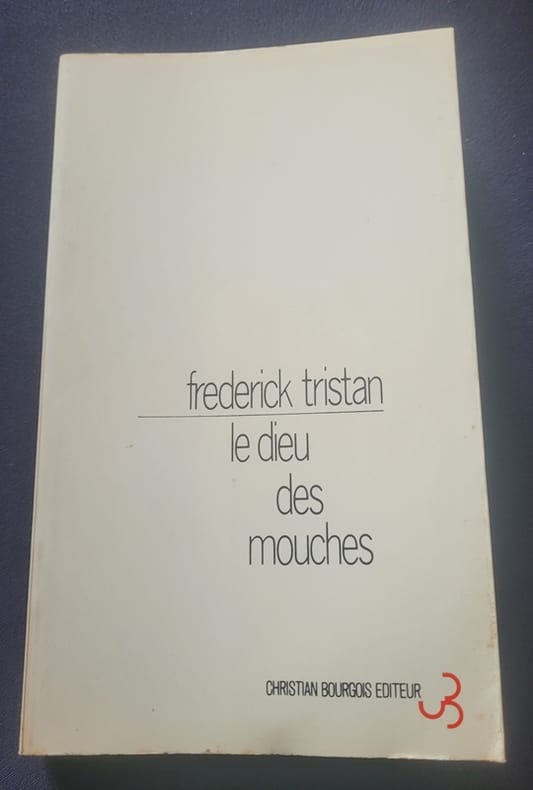 frederick tristan
le dieu
des
mouches
CHRISTIAN BOURGOIS EDITEUR